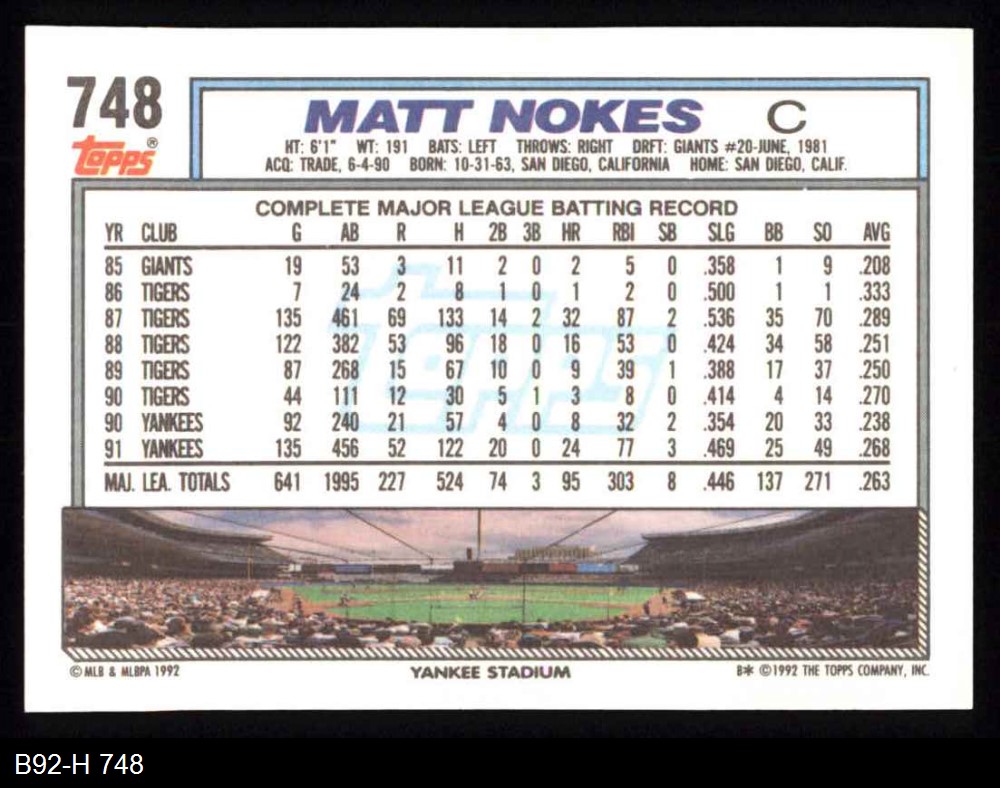 748
topps®
MATT NOKES C
HT: 6'1" WT: 191 BATS: LEFT THROWS: RIGHT DRFT: GIANTS #20-JUNE, 1981
ACQ: TRADE, 6-4-90 BORN: 10-31-63, SAN DIEGO, CALIFORNIA HOME: SAN DIEGO, CALIF.
COMPLETE MAJOR LEAGUE BATTING RECORD
YR CLUB G AB R H 2B 3B HR RBI SB SLG BB SO AVG
85 GIANTS 19 53 3 11 2 0 2 5 0 .358 1 9 .208
86 TIGERS 7 24 2 8 1 0 1 2 0 .500 1 1 .333
87 TIGERS 135 461 69 133 14 2 32 87 2 .536 35 70 .289
88 TIGERS 122 382 53 96 18 0 16 53 0 .424 34 58 .251
89 TIGERS 87 268 15 67 10 0 9 39 1 .388 17 37 .250
90 TIGERS 44 111 12 30 5 1 3 8 0 .414 4 14 .270
90 YANKEES 92 240 21 57 4 0 8 32 2 .354 20 33 .238
91 YANKEES 135 456 52 122 20 0 24 77 3 .469 25 49 .268
MAJ. LEA. TOTALS 641 1995 227 524 74 3 95 303 8 .446 137 271 .263
topps
© MLB & MLBPA 1992 YANKEE STADIUM B* ©1992 THE TOPPS COMPANY, INC.
B92-H 748